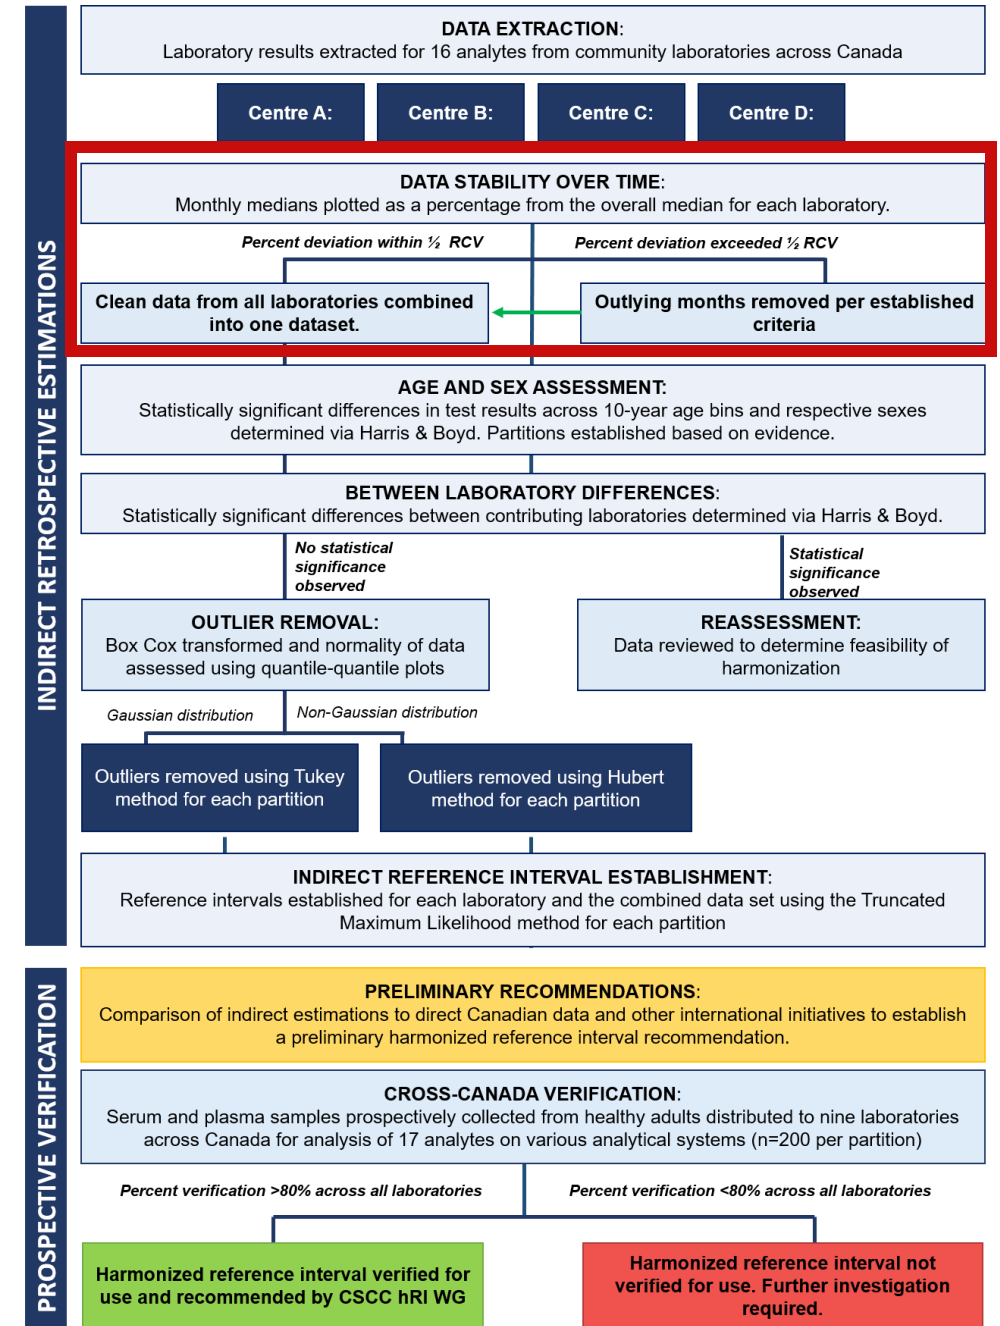 DATA EXTRACTION:
Laboratory results extracted for 16 analytes from community laboratories across Canada
Centre A:
Centre B:
Centre C:
Centre D:
INDIRECT RETROSPECTIVE ESTIMATIONS
DATA STABILITY OVER TIME:
Monthly medians plotted as a percentage from the overall median for each laboratory.
Percent deviation within ½ RCV
Percent deviation exceeded ½ RCV
Clean data from all laboratories combined
into one dataset.
Outlying months removed per established
criteria
AGE AND SEX ASSESSMENT:
Statistically significant differences in test results across 10-year age bins and respective sexes
determined via Harris & Boyd. Partitions established based on evidence.
BETWEEN LABORATORY DIFFERENCES:
Statistically significant differences between contributing laboratories determined via Harris & Boyd.
No statistical
significance
observed
Statistical
significance
observed
OUTLIER REMOVAL:
Box Cox transformed and normality of data
assessed using quantile-quantile plots
REASSESSMENT:
Data reviewed to determine feasibility of
harmonization
Gaussian distribution
Non-Gaussian distribution
Outliers removed using Tukey
method for each partition
Outliers removed using Hubert
method for each partition
INDIRECT REFERENCE INTERVAL ESTABLISHMENT:
Reference intervals established for each laboratory and the combined data set using the Truncated
Maximum Likelihood method for each partition
PROSPECTIVE VERIFICATION
PRELIMINARY RECOMMENDATIONS:
Comparison of indirect estimations to direct Canadian data and other international initiatives to establish
a preliminary harmonized reference interval recommendation.
CROSS-CANADA VERIFICATION:
Serum and plasma samples prospectively collected from healthy adults distributed to nine laboratories
across Canada for analysis of 17 analytes on various analytical systems (n=200 per partition)
Percent verification >80% across all laboratories
Percent verification <80% across all laboratories
Harmonized reference interval verified for
use and recommended by CSCC hRI WG
Harmonized reference interval not
verified for use. Further investigation
required.